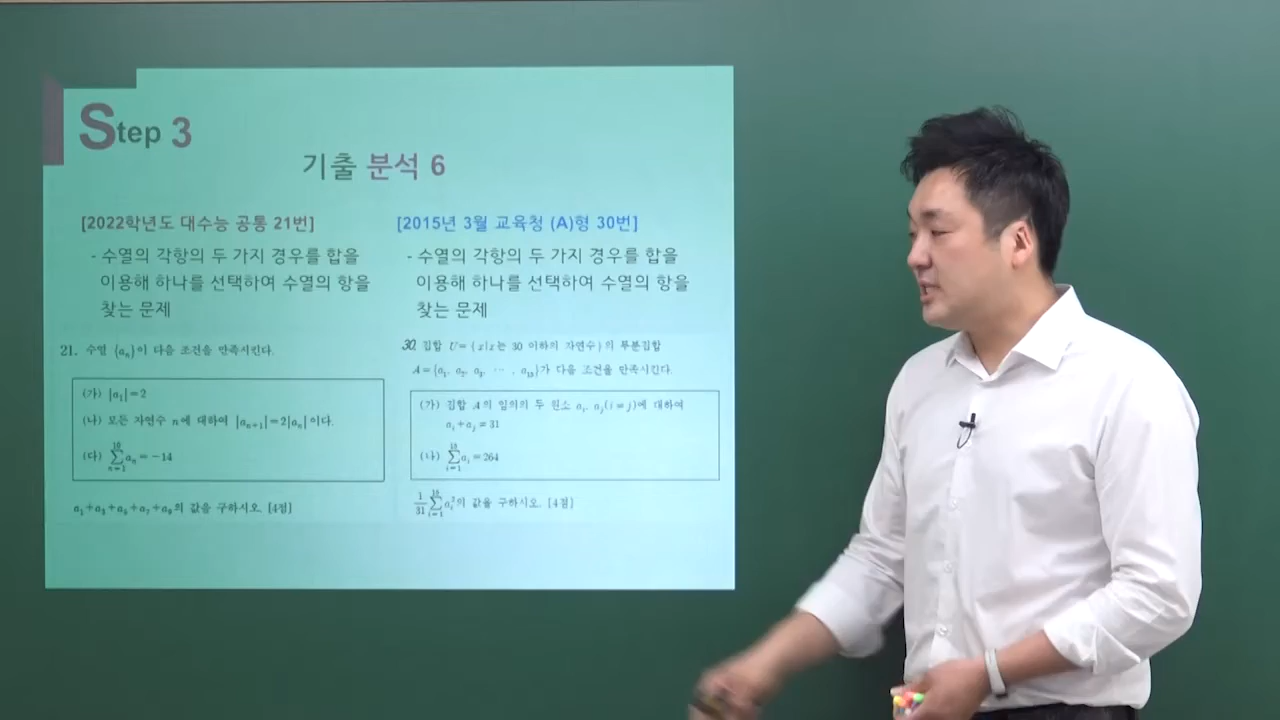 Step 3
기출 분석 6
[2022학년도 대수능 공통 21번]
- 수열의 각항의 두 가지 경우를 합을
이용해 하나를 선택하여 수열의 항을
찾는 문제
21. 수열 {aₙ}이 다음 조건을 만족시킨다.
(가) |a₁|=2
(나) 모든 자연수 n에 대하여 |aₙ₊₁|=2|aₙ|이다.
(다) ∑ₙ₌₁¹⁰ aₙ=-14
a₁+a₃+a₅+a₇+a₉의 값을 구하시오. [4점]
[2015년 3월 교육청 (A)형 30번]
- 수열의 각항의 두 가지 경우를 합을
이용해 하나를 선택하여 수열의 항을
찾는 문제
30. 집합 U={x|x는 30 이하의 자연수}의 부분집합
A={a₁, a₂, a₃, ⋯, a₁₅}가 다음 조건을 만족시킨다.
(가) 집합 A의 임의의 두 원소 aᵢ, aⱼ(i≠j)에 대하여
aᵢ+aⱼ≠31
(나) ∑ᵢ₌₁¹⁵ aᵢ=264
1/31 ∑ᵢ₌₁¹⁵ aᵢ²의 값을 구하시오. [4점]